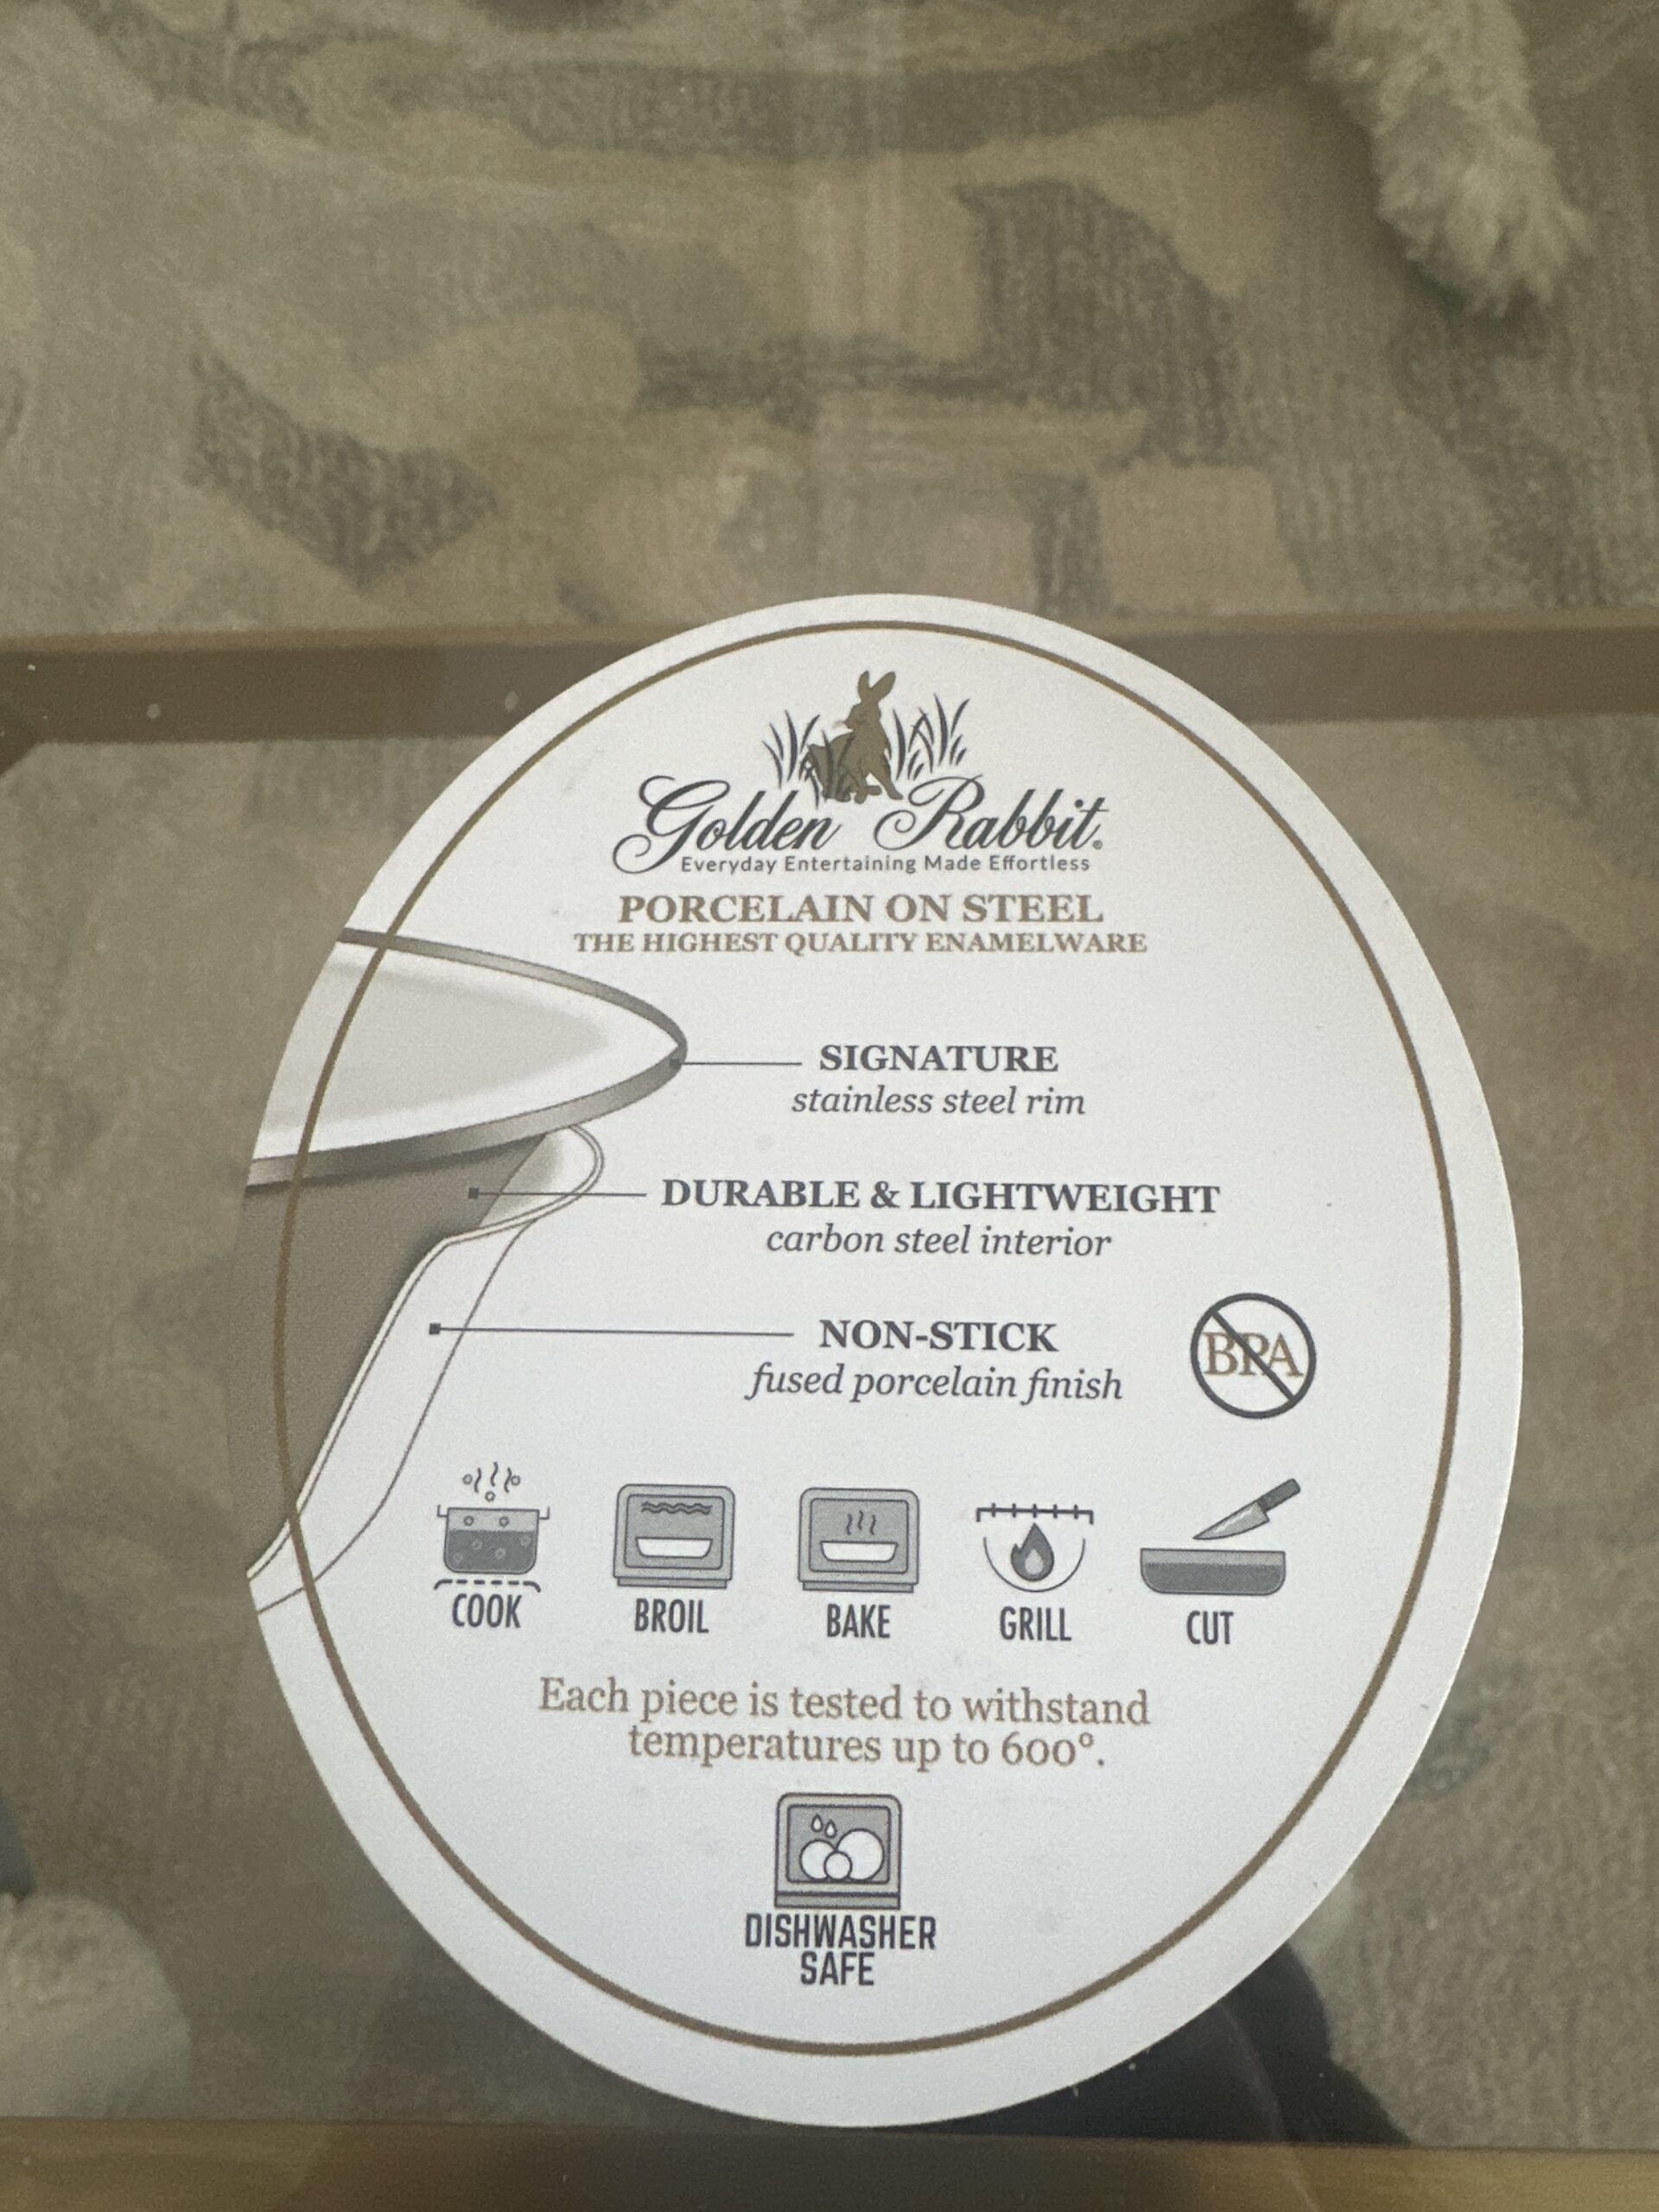 Golden Rabbit®
Everyday Entertaining Made Effortless
PORCELAIN ON STEEL
THE HIGHEST QUALITY ENAMELWARE
SIGNATURE
stainless steel rim
DURABLE & LIGHTWEIGHT
carbon steel interior
NON-STICK
fused porcelain finish
BPA
COOK
BROIL
BAKE
GRILL
CUT
Each piece is tested to withstand
temperatures up to 600°.
DISHWASHER
SAFE